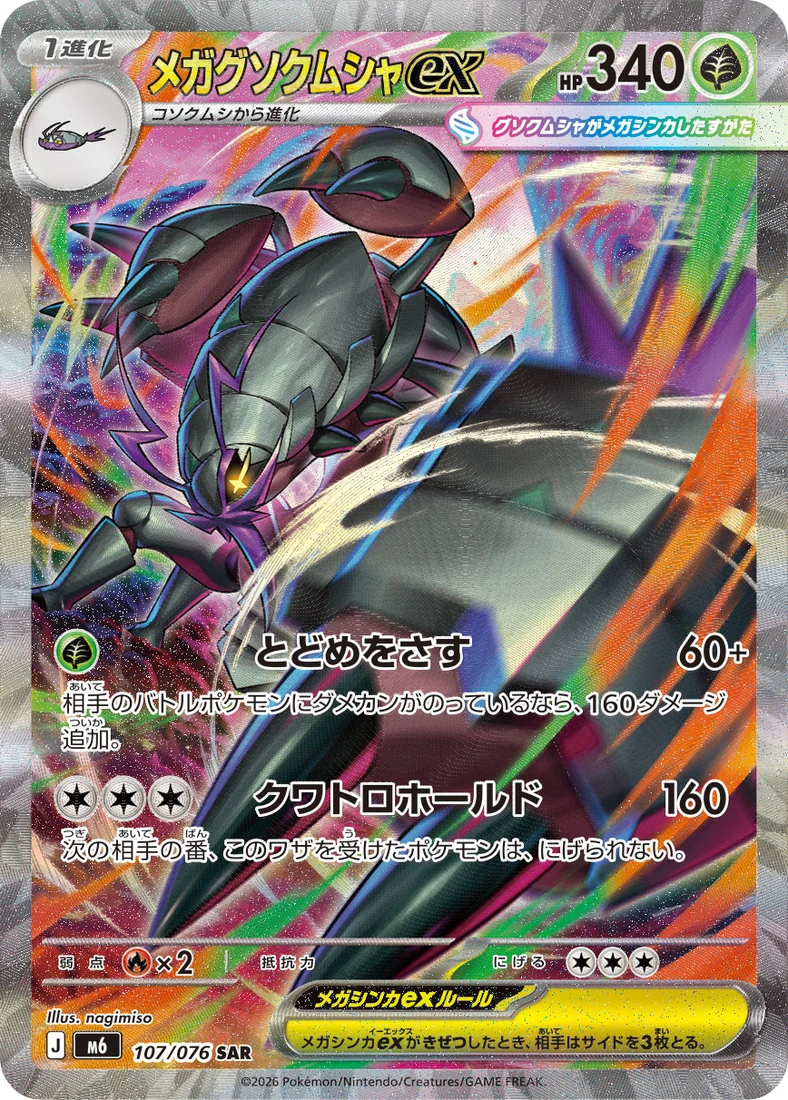 1進化
メガグソクムシャex
HP 340
コソクムシから進化
グソクムシャがメガシンカしたすがた
とどめをさす 60+
相手のバトルポケモンにダメカンがのっているなら、160ダメージ
追加。
クワトロホールド 160
次の相手の番、このワザを受けたポケモンは、にげられない。
弱点 ×2 抵抗力 にげる
メガシンカexルール
メガシンカexがきぜつしたとき、相手はサイドを3枚とる。
Illus. nagimiso
J M6 107/076 SAR
©2026 Pokémon/Nintendo/Creatures/GAME FREAK.